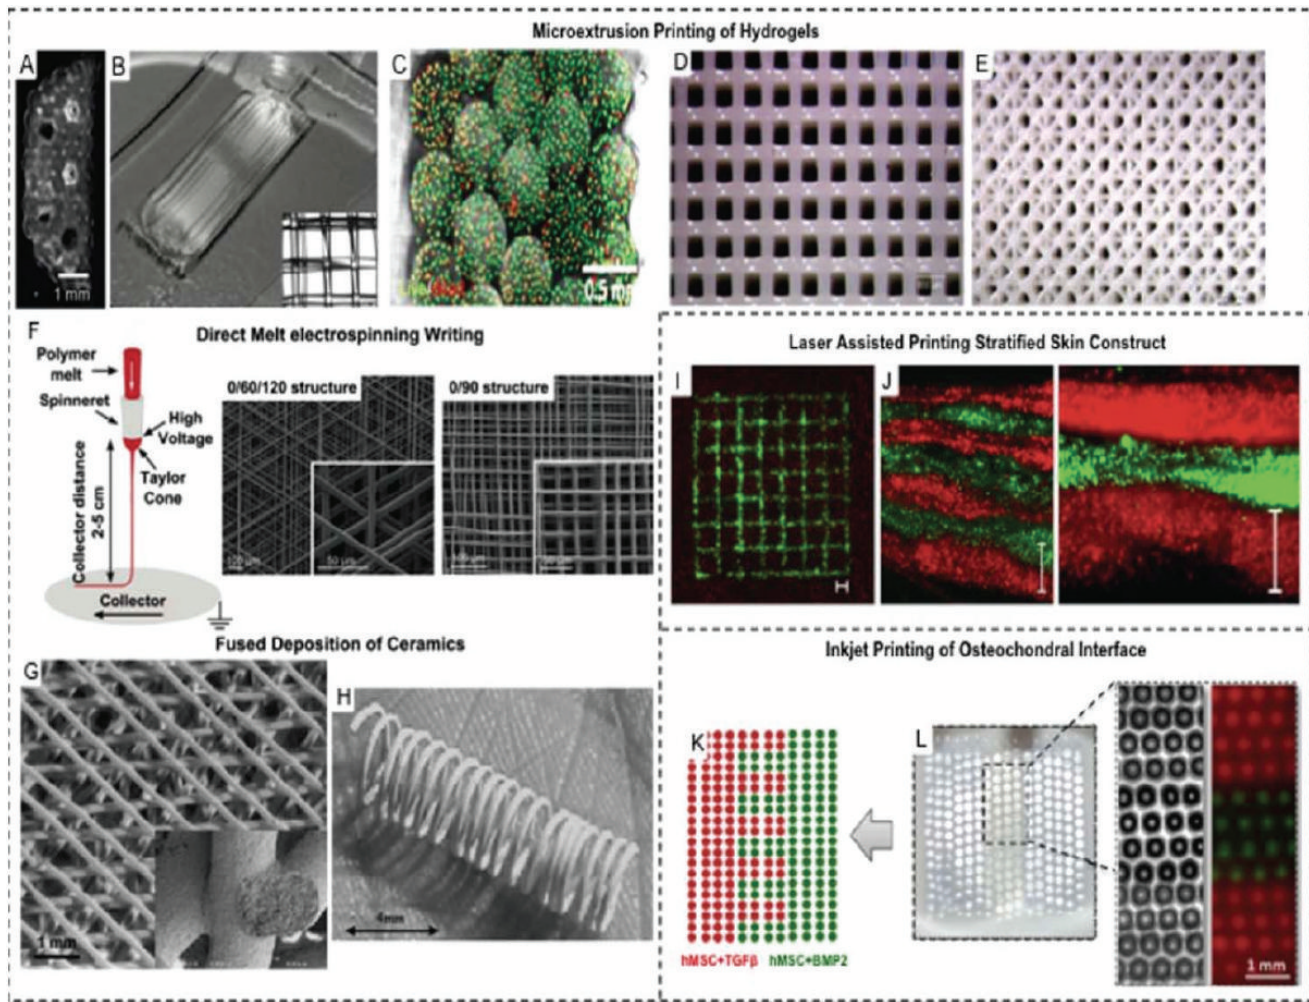 Microextrusion Printing of Hydrogels
A
B
C
D
E
1 mm
0.5 mm
F
Direct Melt electrospinning Writing
Polymer
melt
Spinneret
High
Voltage
Taylor
Cone
Collector distance
2-5 cm
Collector
0/60/120 structure
0/90 structure
50 µm
Laser Assisted Printing Stratified Skin Construct
I
J
Fused Deposition of Ceramics
G
H
1 mm
4mm
Inkjet Printing of Osteochondral Interface
K
L
hMSC+TGFβ
hMSC+BMP2
1 mm